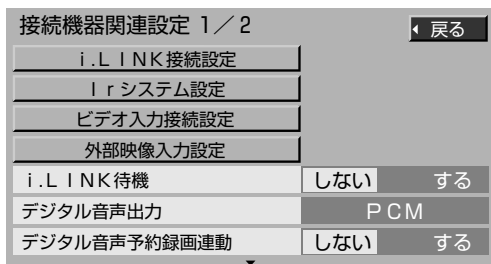 接続機器関連設定 1／2
戻る
ｉ.ＬＩＮＫ接続設定
Ｉｒシステム設定
ビデオ入力接続設定
外部映像入力設定
ｉ.ＬＩＮＫ待機 しない する
デジタル音声出力 ＰＣＭ
デジタル音声予約録画連動 しない する